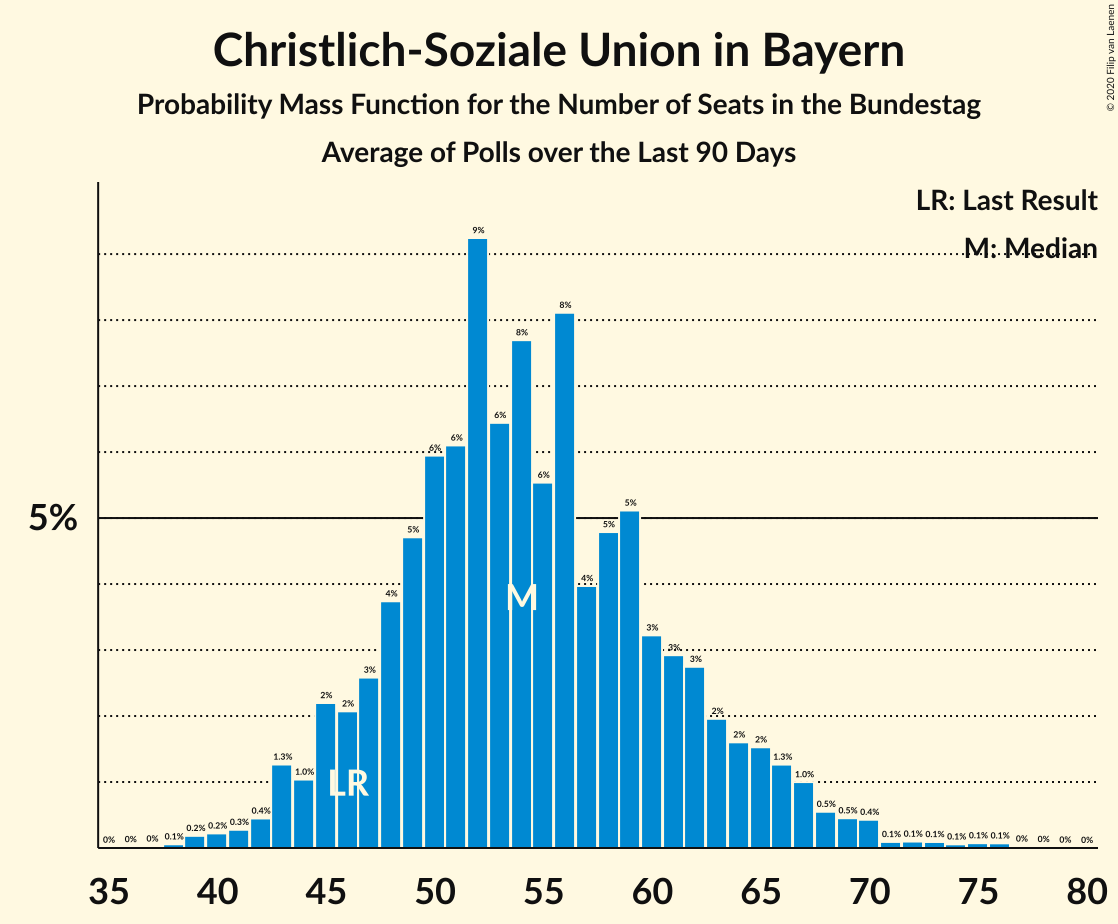 Christlich-Soziale Union in Bayern
Probability Mass Function for the Number of Seats in the Bundestag
Average of Polls over the Last 90 Days
© 2020 Filip van Laenen
LR: Last Result
M: Median
5%
0% 0% 0% 0.1% 0.2% 0.2% 0.3% 0.4% 1.3% 1.0% 2% 2% 3% 4% 5% 6% 6% 9% 6% 8% 6% 8% 4% 5% 5% 3% 3% 3% 2% 2% 2% 1.3% 1.0% 0.5% 0.5% 0.4% 0.1% 0.1% 0.1% 0.1% 0.1% 0.1% 0% 0% 0% 0%
M
LR
35 40 45 50 55 60 65 70 75 80